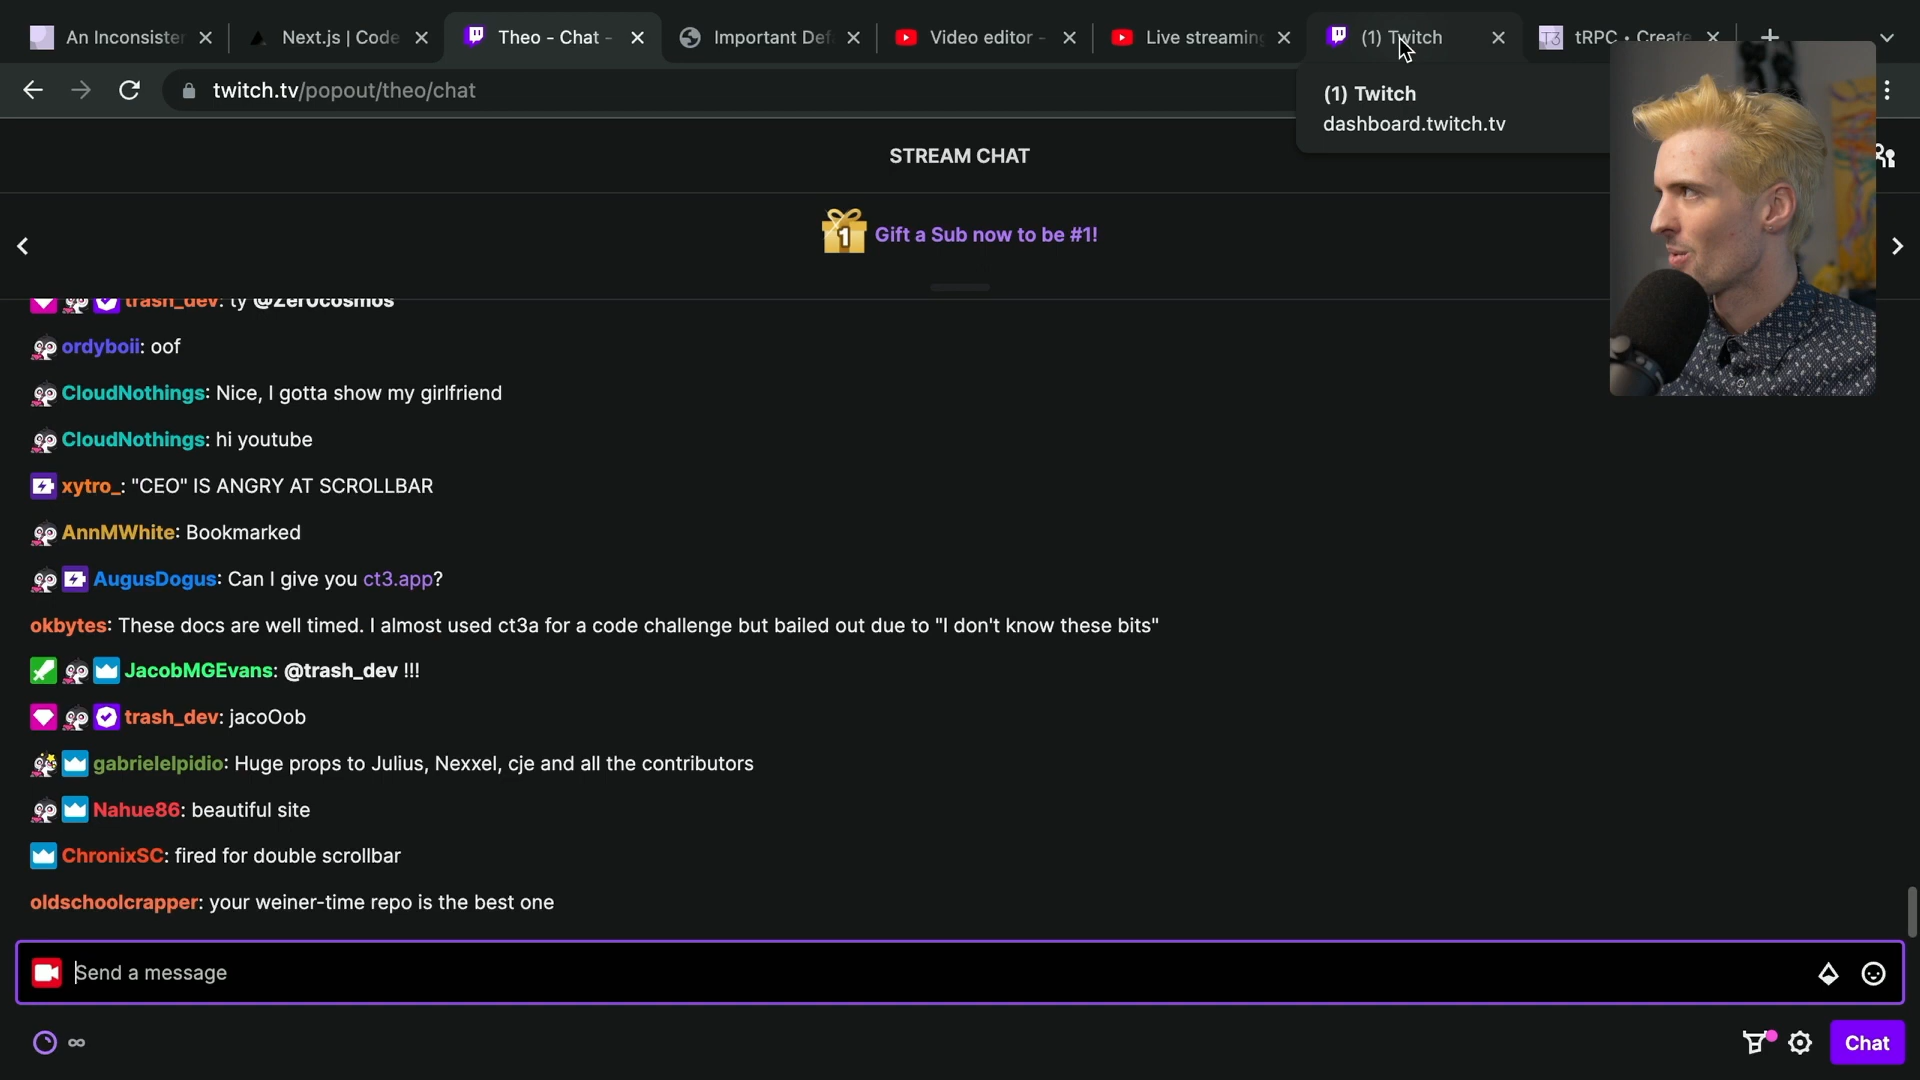 An Inconsister
Next.js | Code
Theo - Chat -
Important Def
Video editor -
Live streaming
(1) Twitch
tRPC • Create
twitch.tv/popout/theo/chat
(1) Twitch
dashboard.twitch.tv
STREAM CHAT
1 Gift a Sub now to be #1!
trash_dev: ty @Zer0cosmos
ordyboii: oof
CloudNothings: Nice, I gotta show my girlfriend
CloudNothings: hi youtube
xytro_: "CEO" IS ANGRY AT SCROLLBAR
AnnMWhite: Bookmarked
AugusDogus: Can I give you ct3.app?
okbytes: These docs are well timed. I almost used ct3a for a code challenge but bailed out due to "I don't know these bits"
JacobMGEvans: @trash_dev !!!
trash_dev: jacoOob
gabrielelpidio: Huge props to Julius, Nexxel, cje and all the contributors
Nahue86: beautiful site
ChronixSC: fired for double scrollbar
oldschoolcrapper: your weiner-time repo is the best one
Send a message
∞
Chat